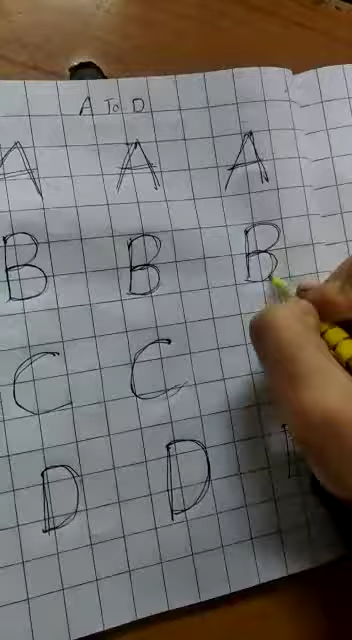 A To D
A A A
B B B
C C
D D